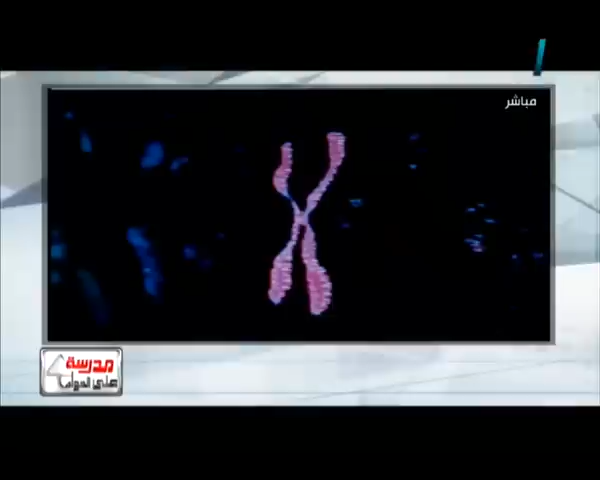 مباشر
مدرسة
على الهواء